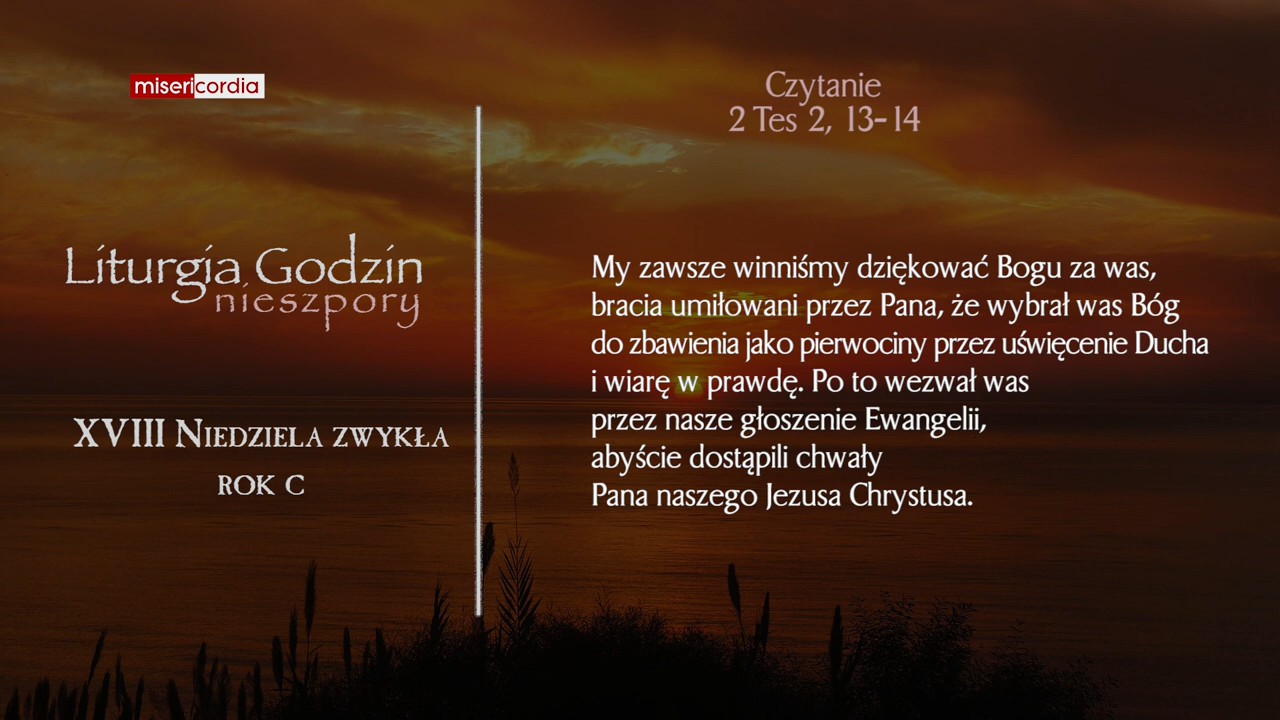 misericordia
Liturgia Godzin
nieszpory
XVIII Niedziela zwykła
rok C
Czytanie
2 Tes 2, 13-14
My zawsze winniśmy dziękować Bogu za was,
bracia umiłowani przez Pana, że wybrał was Bóg
do zbawienia jako pierwociny przez uświęcenie Ducha
i wiarę w prawdę. Po to wezwał was
przez nasze głoszenie Ewangelii,
abyście dostąpili chwały
Pana naszego Jezusa Chrystusa.